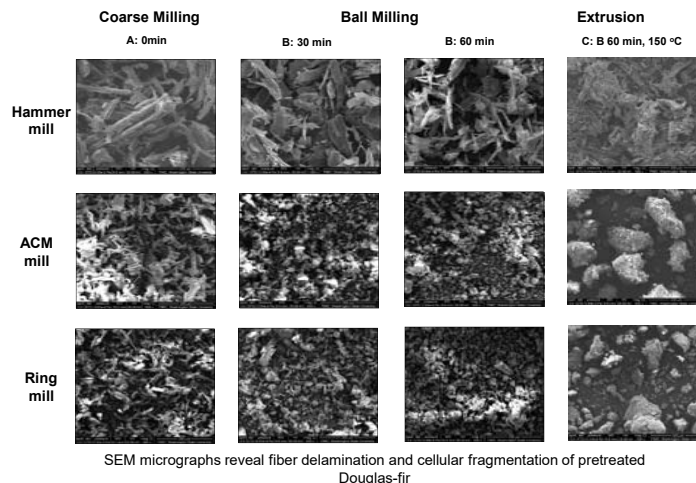 Coarse Milling
Ball Milling
Extrusion
A: 0min
B: 30 min
B: 60 min
C: B 60 min, 150 ºC
Hammer
mill
ACM
mill
Ring
mill
SEM micrographs reveal fiber delamination and cellular fragmentation of pretreated
Douglas-fir